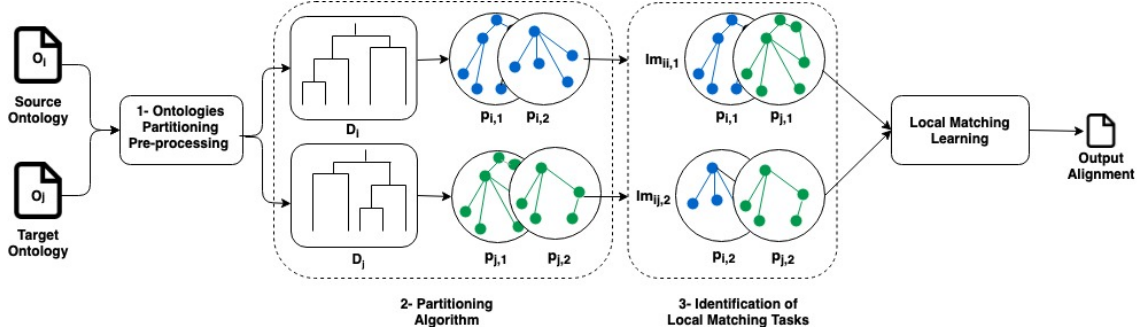 Oi
Source
Ontology
Oj
Target
Ontology
1- Ontologies
Partitioning
Pre-processing
Di
Dj
pi,1
pi,2
pj,1
pj,2
2- Partitioning
Algorithm
lmii,1
pi,1
pj,1
lmij,2
pi,2
pj,2
3- Identification of
Local Matching Tasks
Local Matching
Learning
Output
Alignment